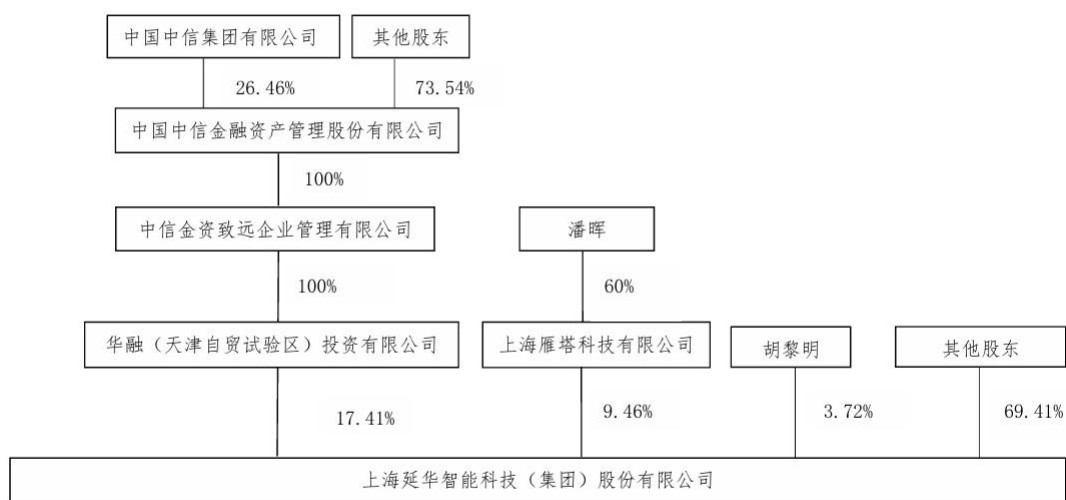 中国中信集团有限公司
其他股东
26.46%
73.54%
中国中信金融资产管理股份有限公司
100%
中信金资致远企业管理有限公司
潘晖
100%
60%
华融（天津自贸试验区）投资有限公司
上海雁塔科技有限公司
胡黎明
其他股东
17.41%
9.46%
3.72%
69.41%
上海延华智能科技（集团）股份有限公司